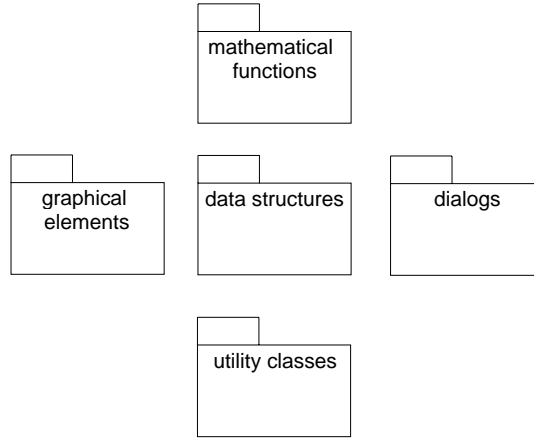 mathematical
functions
graphical
elements
data structures
dialogs
utility classes